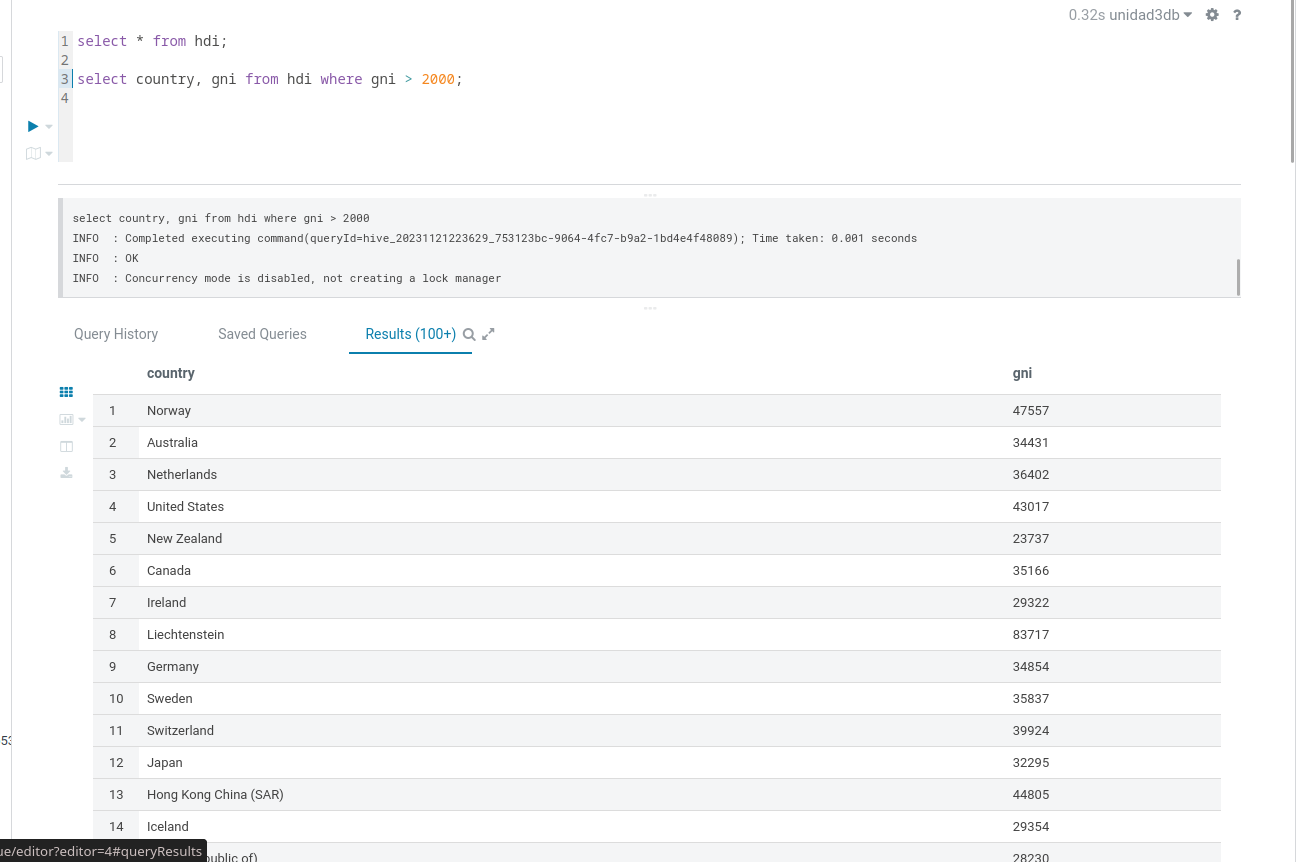 0.32s unidad3db ?
1 select * from hdi;
2
3 select country, gni from hdi where gni > 2000;
4
select country, gni from hdi where gni > 2000
INFO : Completed executing command(queryId=hive_20231121223629_753123bc-9064-4fc7-b9a2-1bd4e4f48089); Time taken: 0.001 seconds
INFO : OK
INFO : Concurrency mode is disabled, not creating a lock manager
Query History Saved Queries Results (100+)
country gni
1 Norway 47557
2 Australia 34431
3 Netherlands 36402
4 United States 43017
5 New Zealand 23737
6 Canada 35166
7 Ireland 29322
8 Liechtenstein 83717
9 Germany 34854
10 Sweden 35837
11 Switzerland 39924
53
12 Japan 32295
13 Hong Kong China (SAR) 44805
14 Iceland 29354
ue/editor?editor=4#queryResults
public of) 28230